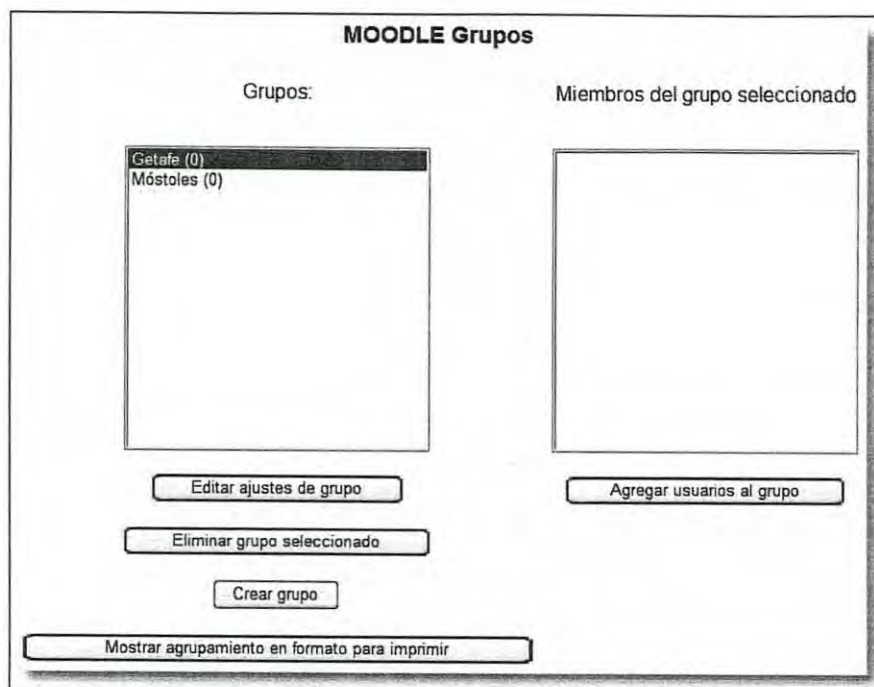 MOODLE Grupos
Grupos:
Miembros del grupo seleccionado
Getafe (0)
Móstoles (0)
Editar ajustes de grupo
Agregar usuarios al grupo
Eliminar grupo seleccionado
Crear grupo
Mostrar agrupamiento en formato para imprimir